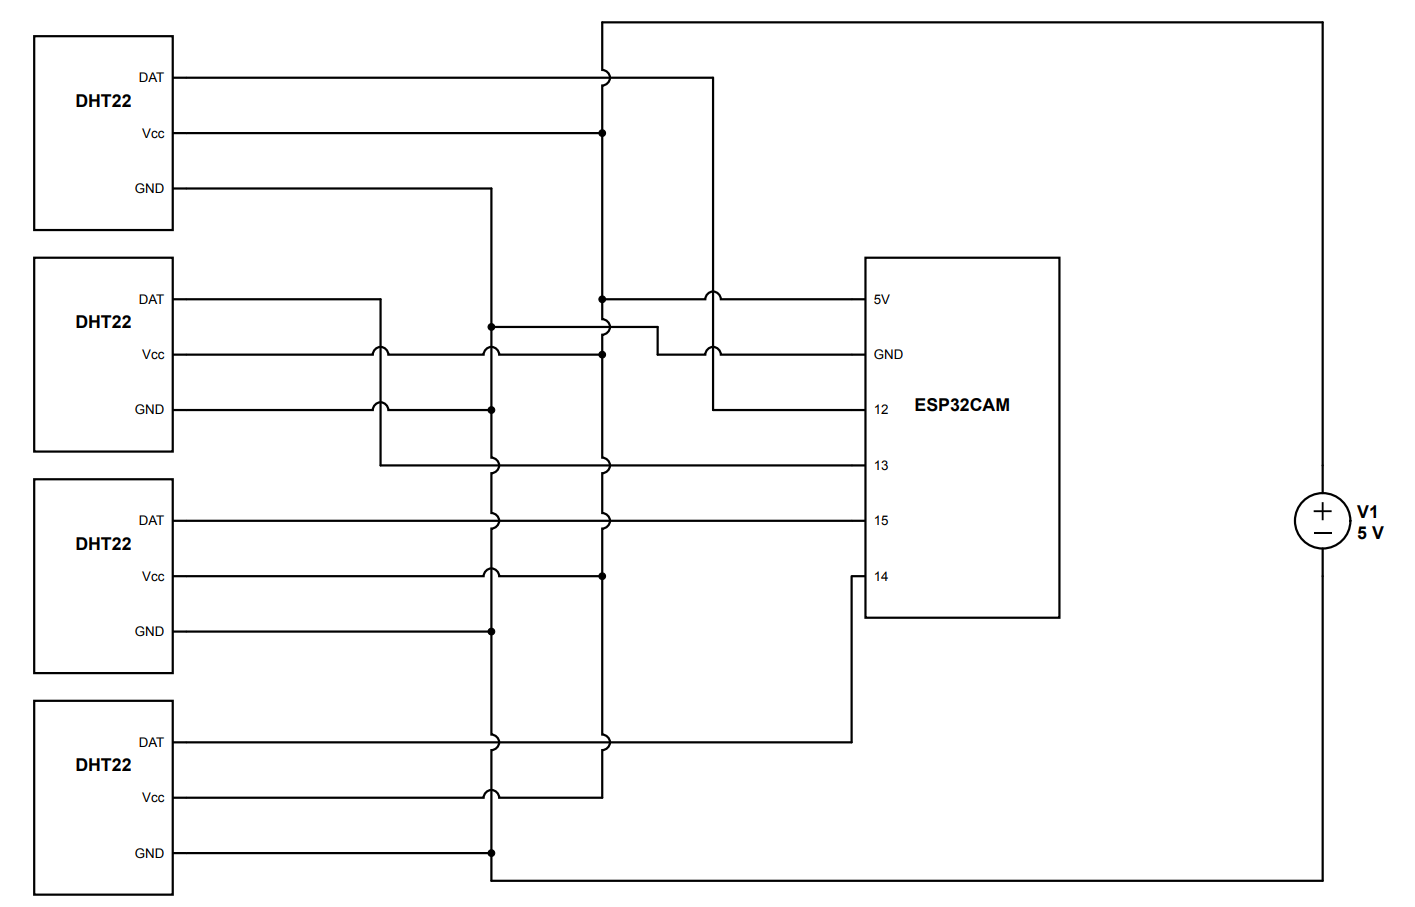 DAT
DHT22
Vcc
GND
DAT
DHT22
Vcc
GND
DAT
DHT22
Vcc
GND
DAT
DHT22
Vcc
GND
5V
GND
ESP32CAM
12
13
15
14
+
−
V1
5 V